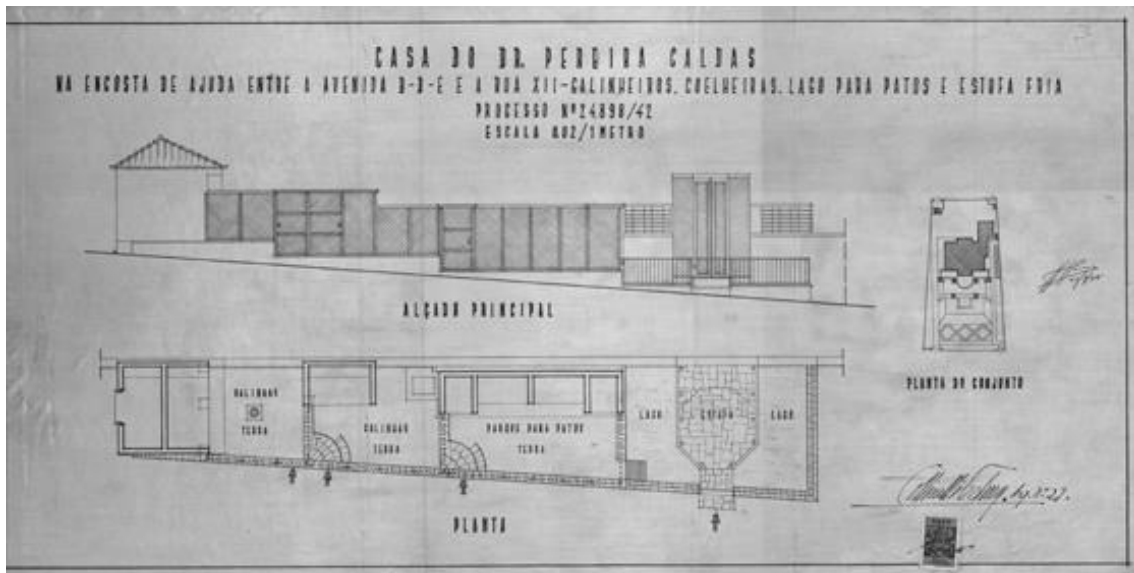 CASA DO DR. PEREIRA CALDAS
NA ENCOSTA DE AJUDA ENTRE A AVENIDA B-D-E E A RUA XII-GALINHEIROS, COELHEIRAS, LAGO PARA PATOS E ESTUFA FRIA
PROCESSO Nº24898/42
ESCALA 0,02/1METRO
ALÇADO PRINCIPAL
PLANTA DO CONJUNTO
GALINHAS
TERRA
GALINHAS
TERRA
PARQUE PARA PATOS
TERRA
LAGO
ESTUFA
LAGO
PLANTA